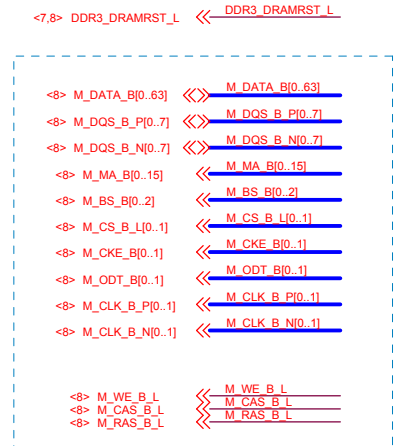 <7,8> DDR3_DRAMRST_L DDR3_DRAMRST_L
<8> M_DATA_B[0..63] M_DATA_B[0..63]
<8> M_DQS_B_P[0..7] M_DQS_B_P[0..7]
<8> M_DQS_B_N[0..7] M_DQS_B_N[0..7]
<8> M_MA_B[0..15] M_MA_B[0..15]
<8> M_BS_B[0..2] M_BS_B[0..2]
<8> M_CS_B_L[0..1] M_CS_B_L[0..1]
<8> M_CKE_B[0..1] M_CKE_B[0..1]
<8> M_ODT_B[0..1] M_ODT_B[0..1]
<8> M_CLK_B_P[0..1] M_CLK_B_P[0..1]
<8> M_CLK_B_N[0..1] M_CLK_B_N[0..1]
<8> M_WE_B_L M_WE_B_L
<8> M_CAS_B_L M_CAS_B_L
<8> M_RAS_B_L M_RAS_B_L